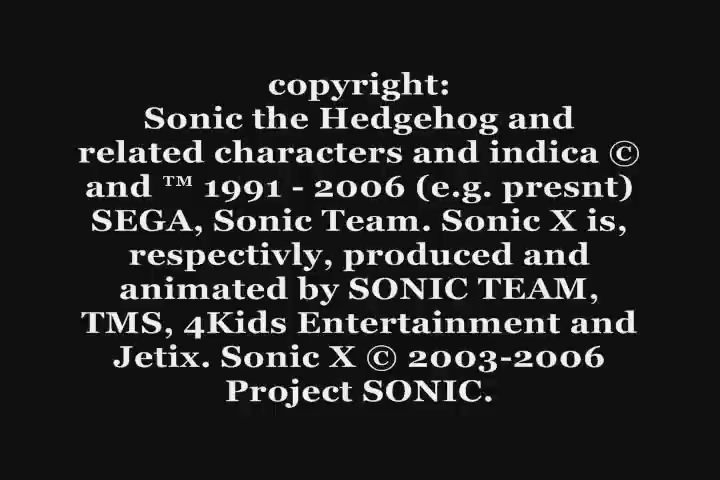 copyright:
Sonic the Hedgehog and
related characters and indica ©
and ™ 1991 - 2006 (e.g. presnt)
SEGA, Sonic Team. Sonic X is,
respectivly, produced and
animated by SONIC TEAM,
TMS, 4Kids Entertainment and
Jetix. Sonic X © 2003-2006
Project SONIC.